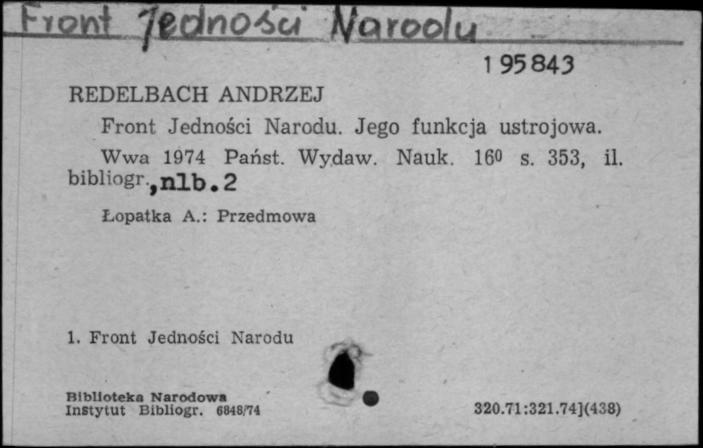 Front Jedności Narodu
195843
REDELBACH ANDRZEJ
Front Jedności Narodu. Jego funkcja ustrojowa.
Wwa 1974 Państ. Wydaw. Nauk. 16⁰ s. 353, il.
bibliogr., nlb. 2
Łopatka A.: Przedmowa
1. Front Jedności Narodu
Biblioteka Narodowa
Instytut Bibliogr. 6848/74
320.71:321.74](438)